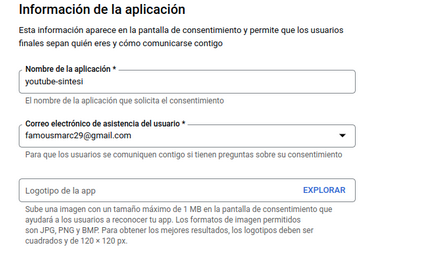 Información de la aplicación
Esta información aparece en la pantalla de consentimiento y permite que los usuarios
finales sepan quién eres y cómo comunicarse contigo
Nombre de la aplicación *
youtube-sintesi
El nombre de la aplicación que solicita el consentimiento
Correo electrónico de asistencia del usuario *
famousmarc29@gmail.com
Para que los usuarios se comuniquen contigo si tienen preguntas sobre su consentimiento
Logotipo de la app
EXPLORAR
Sube una imagen con un tamaño máximo de 1 MB en la pantalla de consentimiento que
ayudará a los usuarios a reconocer tu app. Los formatos de imagen permitidos
son JPG, PNG y BMP. Para obtener los mejores resultados, los logotipos deben ser
cuadrados y de 120 × 120 px.